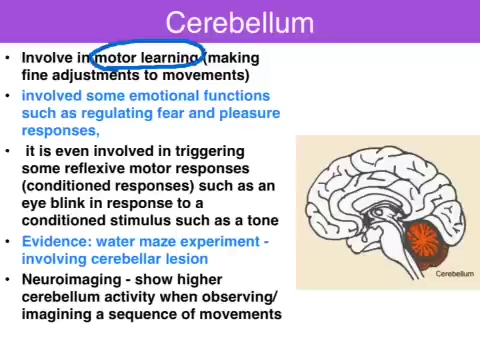 Cerebellum
Involve in motor learning (making
fine adjustments to movements)
involved some emotional functions
such as regulating fear and pleasure
responses,
it is even involved in triggering
some reflexive motor responses
(conditioned responses) such as an
eye blink in response to a
conditioned stimulus such as a tone
Evidence: water maze experiment -
involving cerebellar lesion
Neuroimaging - show higher
cerebellum activity when observing/
imagining a sequence of movements
Cerebellum